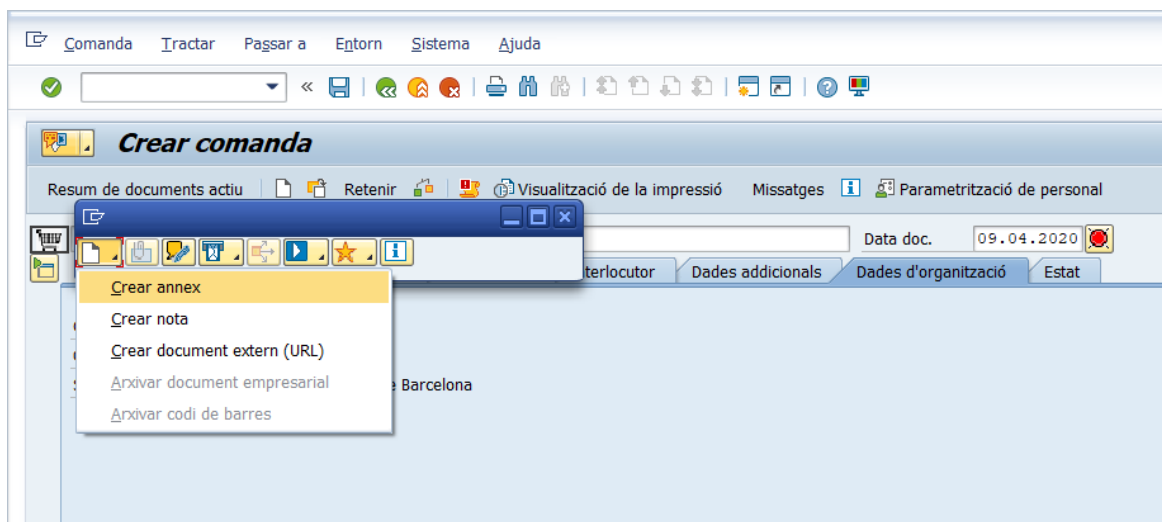 Comanda Tractar Passar a Entorn Sistema Ajuda
Crear comanda
Resum de documents actiu Retenir Visualització de la impressió Missatges Parametrització de personal
Data doc. 09.04.2020
terlocutor Dades addicionals Dades d'organització Estat
Crear annex
Crear nota
Crear document extern (URL)
Arxivar document empresarial
e Barcelona
Arxivar codi de barres